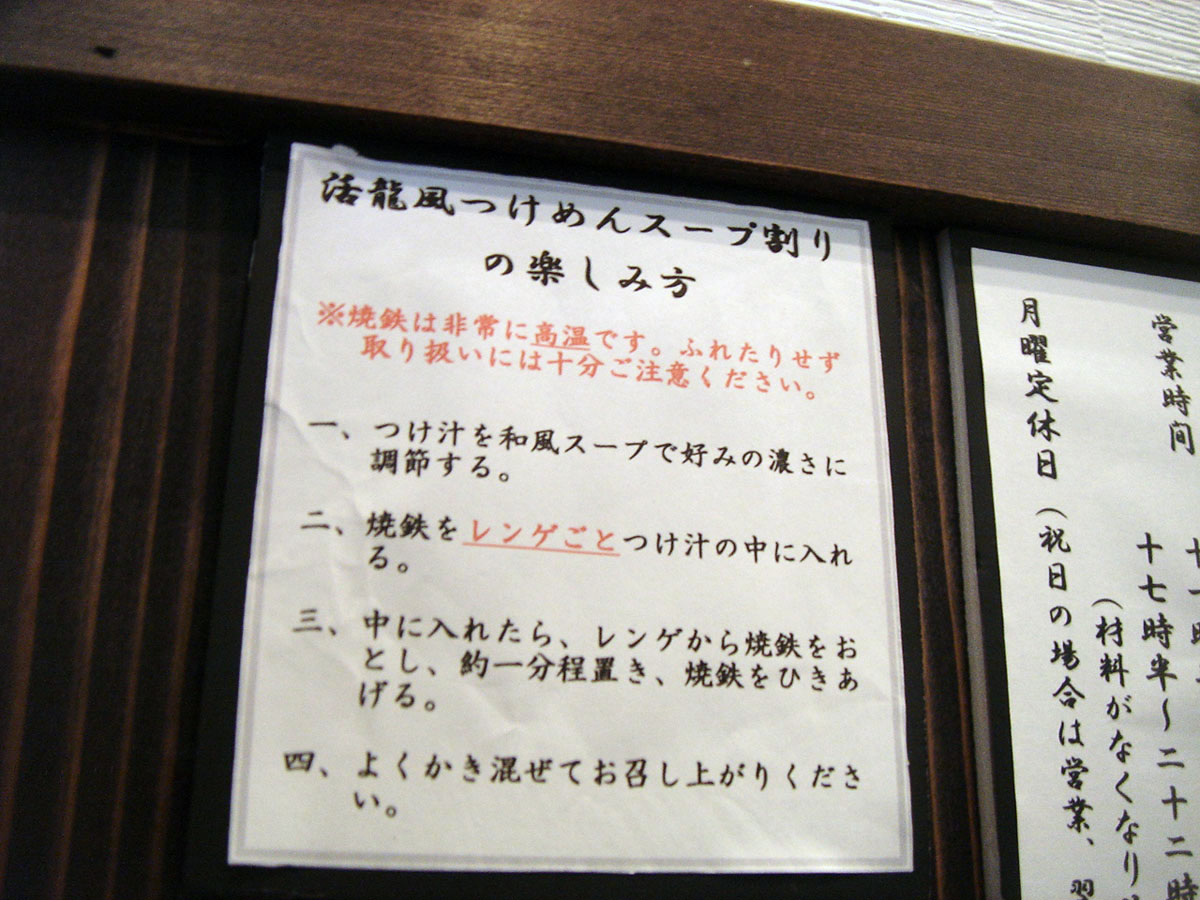 活龍風つけめんスープ割り
の楽しみ方
※焼鉄は非常に高温です。ふれたりせず
取り扱いには十分ご注意ください。
一、つけ汁を和風スープで好みの濃さに
調節する。
二、焼鉄をレンゲごとつけ汁の中に入れ
る。
三、中に入れたら、レンゲから焼鉄をお
とし、約一分程置き、焼鉄をひきあ
げる。
四、よくかき混ぜてお召し上がりくださ
い。
営業時間
十七時半～二十二時
(材料がなくなり
月曜定休日(祝日の場合は営業、